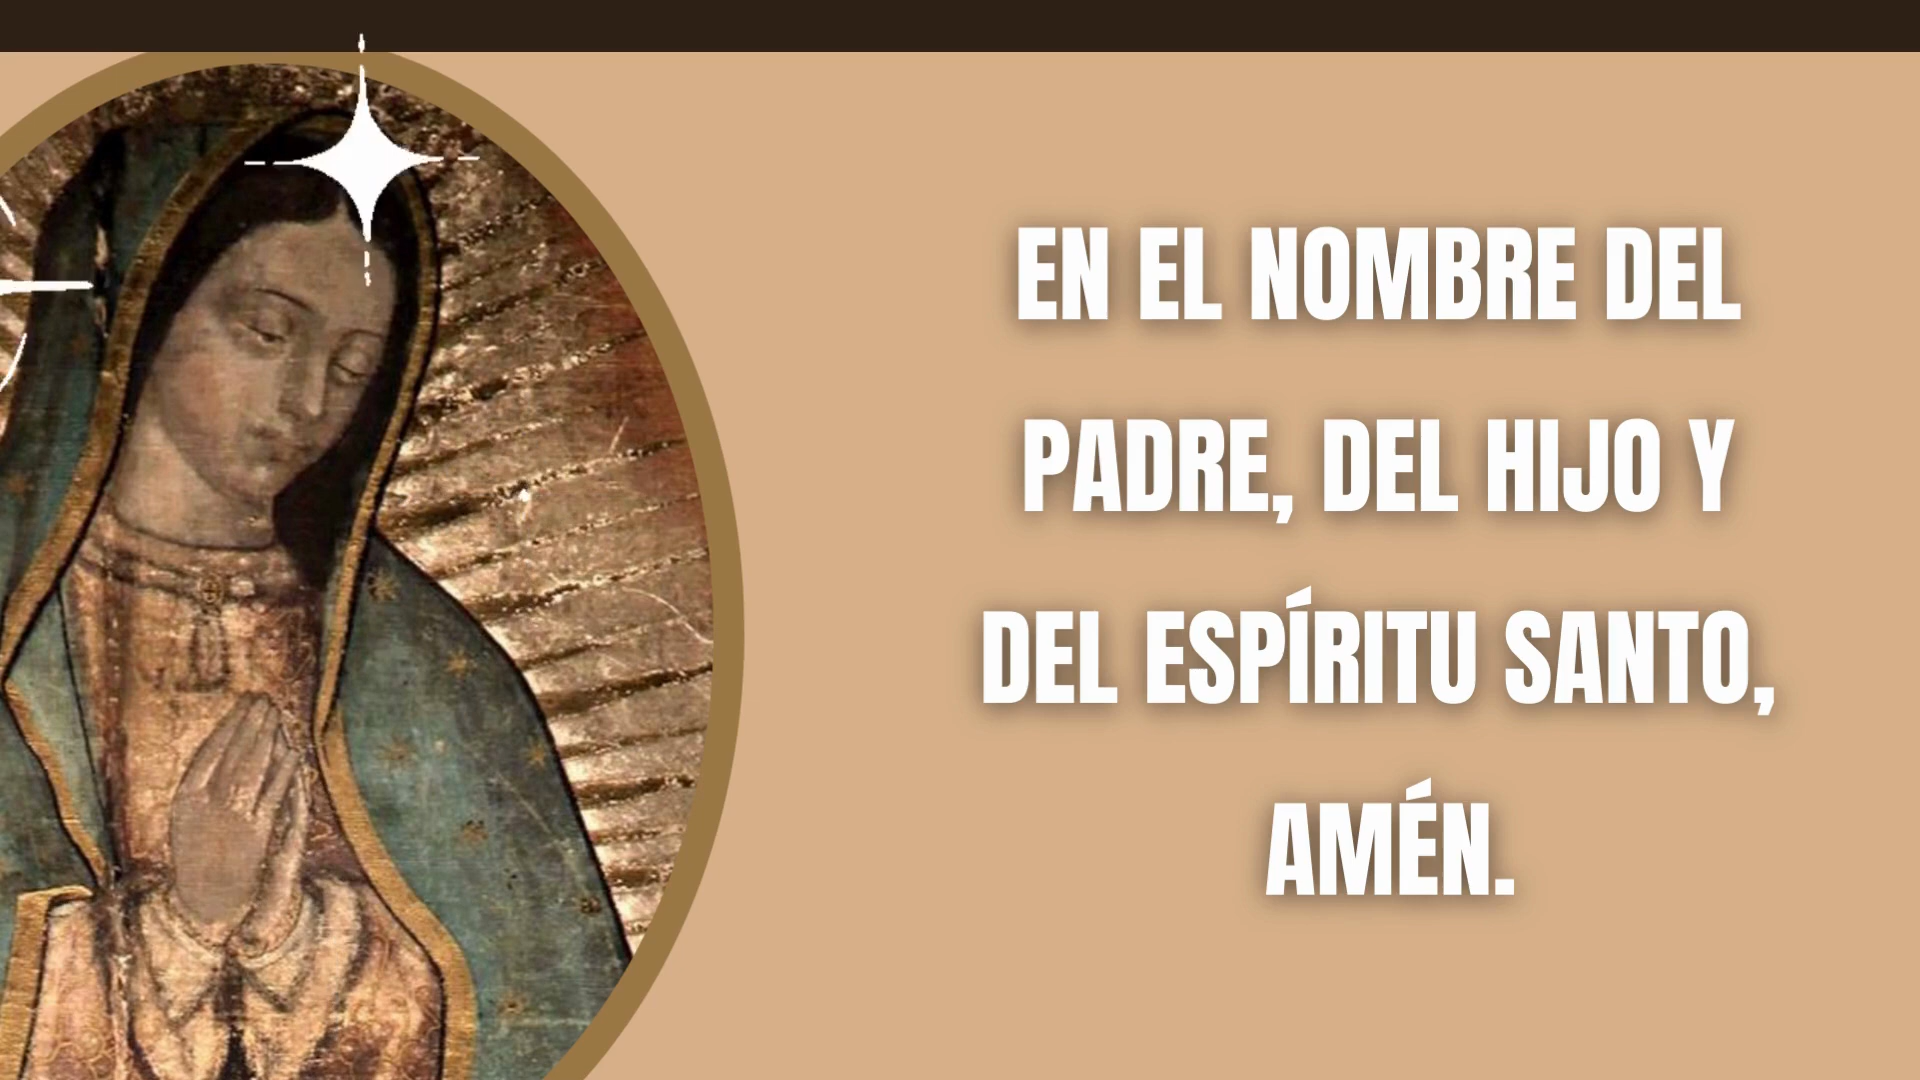 EN EL NOMBRE DEL
PADRE, DEL HIJO Y
DEL ESPÍRITU SANTO,
AMÉN.